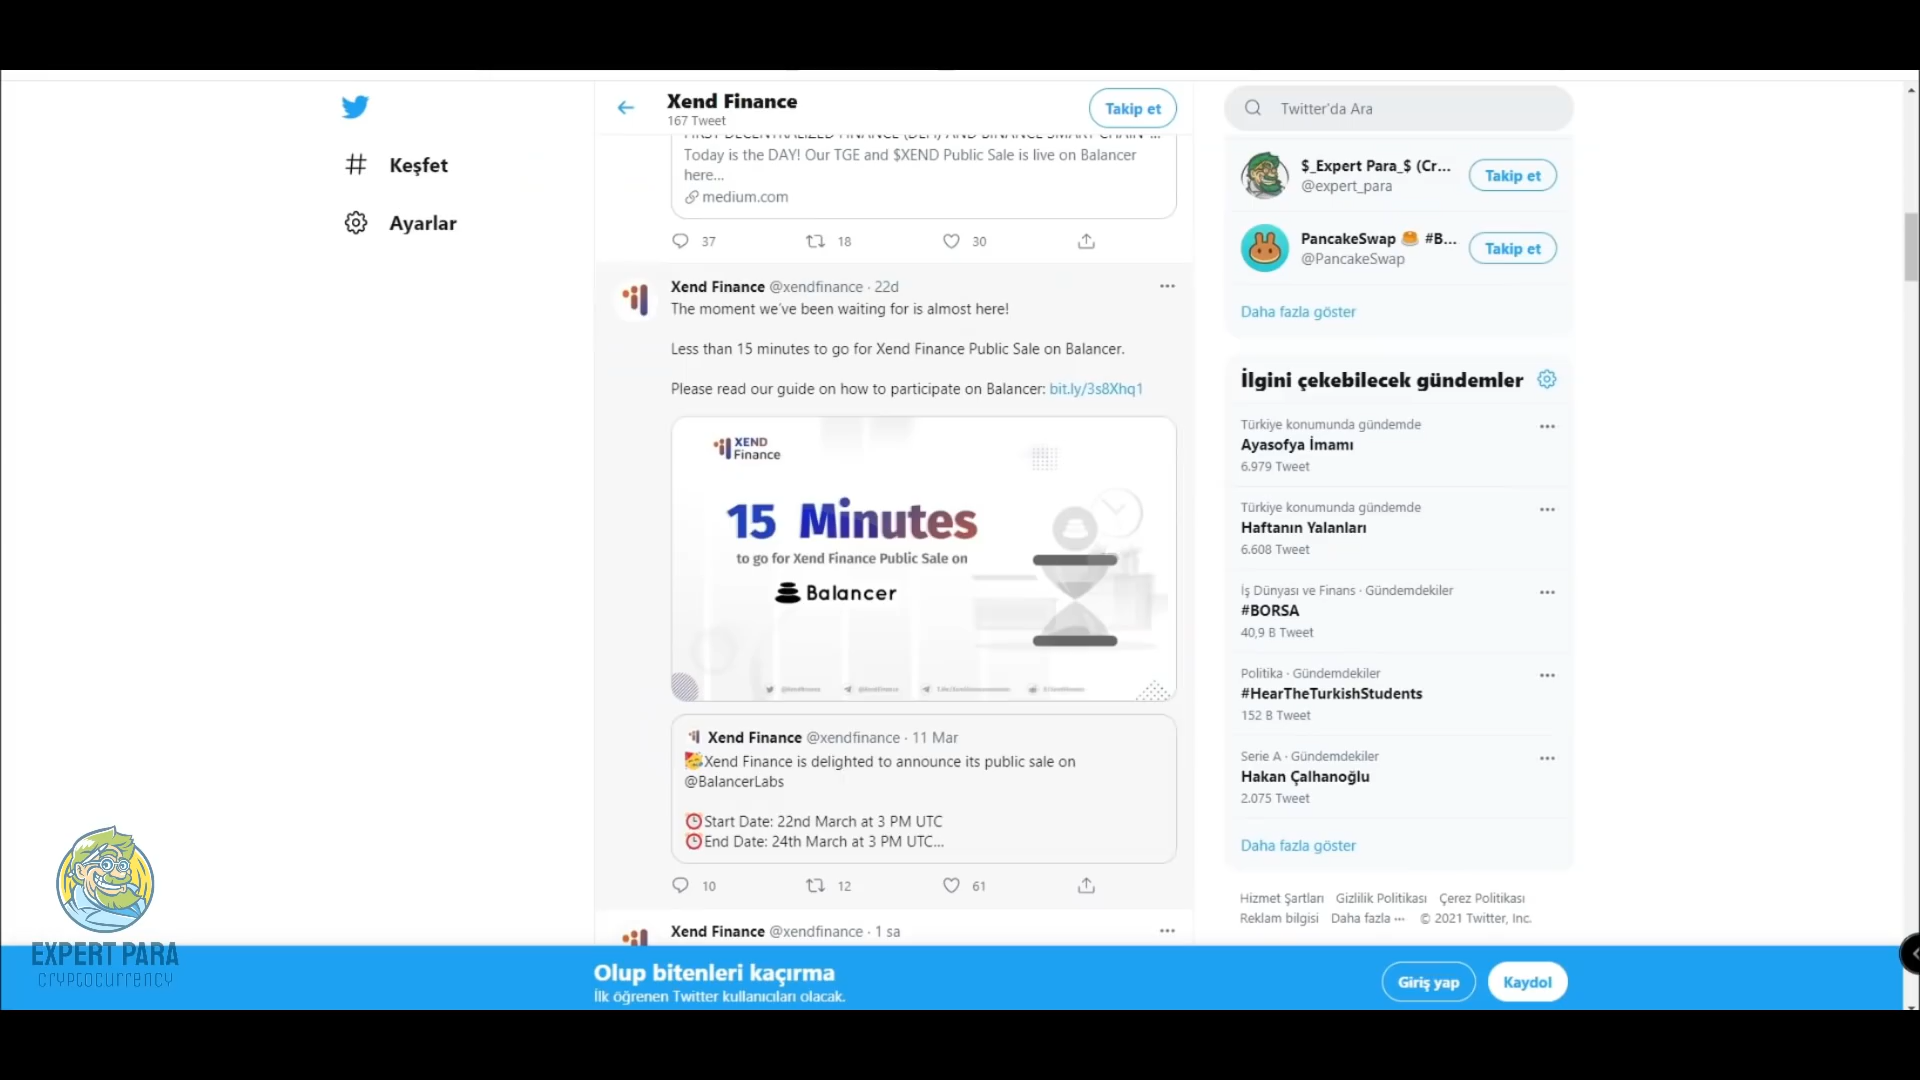 Keşfet
Ayarlar
Xend Finance
167 Tweet
Takip et
Today is the DAY! Our TGE and $XEND Public Sale is live on Balancer
here...
medium.com
37
18
30
Xend Finance @xendfinance · 22d
The moment we've been waiting for is almost here!
Less than 15 minutes to go for Xend Finance Public Sale on Balancer.
Please read our guide on how to participate on Balancer: bit.ly/3s8Xhq1
XEND
Finance
15 Minutes
to go for Xend Finance Public Sale on
Balancer
Xend Finance @xendfinance · 11 Mar
Xend Finance is delighted to announce its public sale on
@BalancerLabs
Start Date: 22nd March at 3 PM UTC
End Date: 24th March at 3 PM UTC...
10
12
61
Xend Finance @xendfinance · 1 sa
Twitter'da Ara
$_Expert Para_$ (Cr...
@expert_para
Takip et
PancakeSwap #B...
@PancakeSwap
Takip et
Daha fazla göster
İlgini çekebilecek gündemler
Türkiye konumunda gündemde
Ayasofya İmamı
6.979 Tweet
Türkiye konumunda gündemde
Haftanın Yalanları
6.608 Tweet
İş Dünyası ve Finans · Gündemdekiler
#BORSA
40,9 B Tweet
Politika · Gündemdekiler
#HearTheTurkishStudents
152 B Tweet
Serie A · Gündemdekiler
Hakan Çalhanoğlu
2.075 Tweet
Daha fazla göster
Hizmet Şartları Gizlilik Politikası Çerez Politikası
Reklam bilgisi Daha fazla ··· © 2021 Twitter, Inc.
EXPERT PARA
CRYPTOCURRENCY
Olup bitenleri kaçırma
İlk öğrenen Twitter kullanıcıları olacak.
Giriş yap
Kaydol